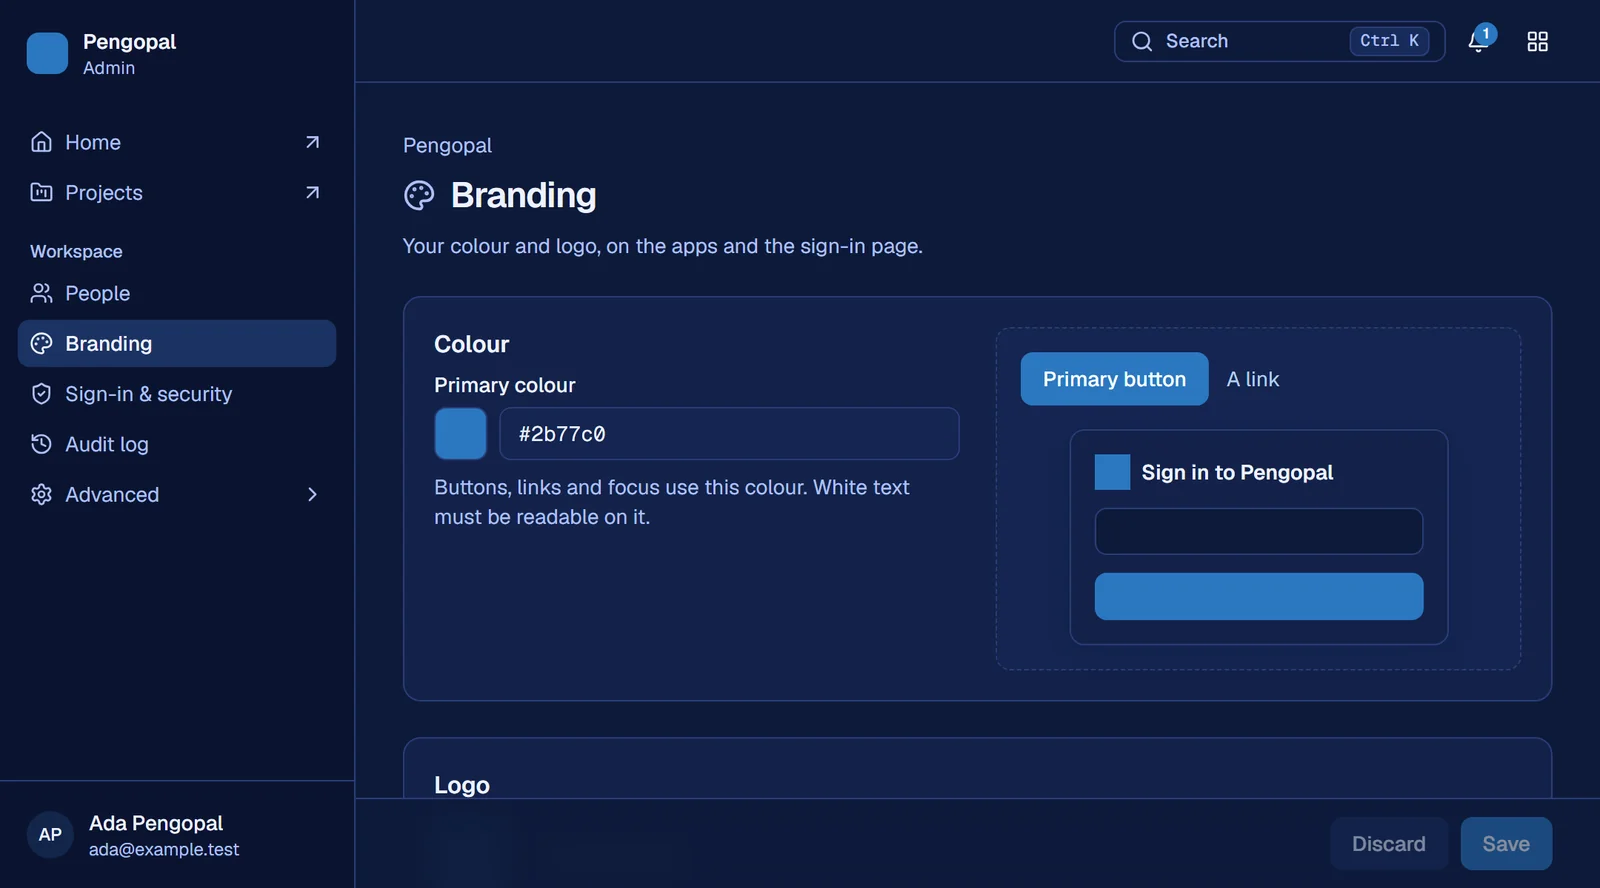 Pengopal
Admin
Home
Projects
Workspace
People
Branding
Sign-in & security
Audit log
Advanced
AP
Ada Pengopal
ada@example.test
Search
Ctrl K
1
Pengopal
Branding
Your colour and logo, on the apps and the sign-in page.
Colour
Primary colour
#2b77c0
Buttons, links and focus use this colour. White text
must be readable on it.
Primary button
A link
Sign in to Pengopal
Logo
Discard
Save